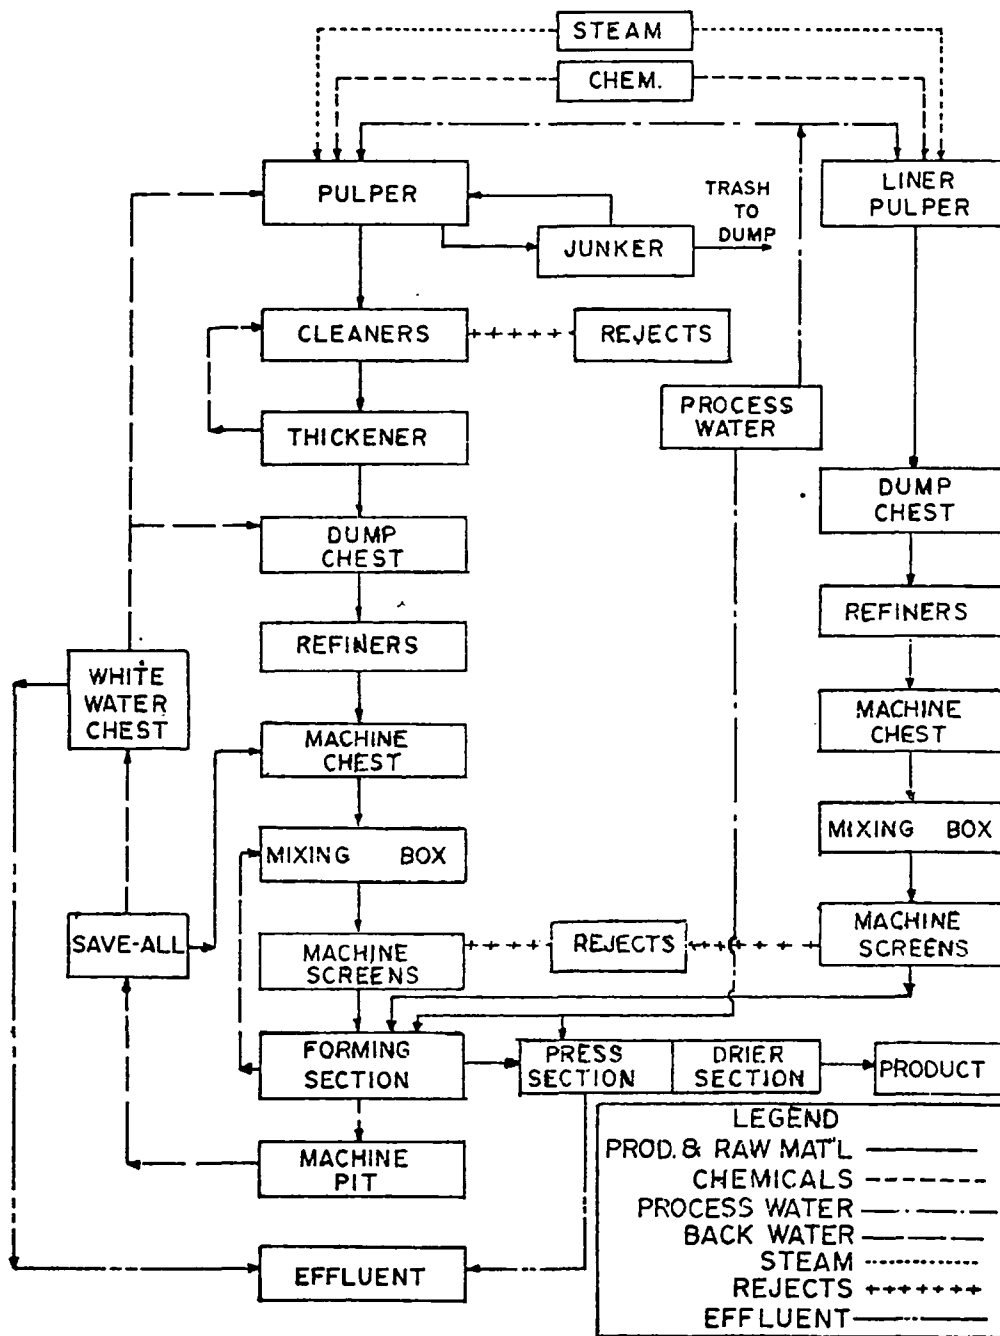 STEAM
CHEM.
PULPER
TRASH
TO
DUMP
LINER
PULPER
JUNKER
CLEANERS
REJECTS
PROCESS
WATER
THICKENER
DUMP
CHEST
DUMP
CHEST
REFINERS
REFINERS
WHITE
WATER
CHEST
MACHINE
CHEST
MACHINE
CHEST
MIXING BOX
MIXING BOX
SAVE-ALL
MACHINE
SCREENS
REJECTS
MACHINE
SCREENS
FORMING
SECTION
PRESS
SECTION
DRIER
SECTION
PRODUCT
MACHINE
PIT
EFFLUENT
LEGEND
PROD. & RAW MAT'L
CHEMICALS
PROCESS WATER
BACK WATER
STEAM
REJECTS
EFFLUENT